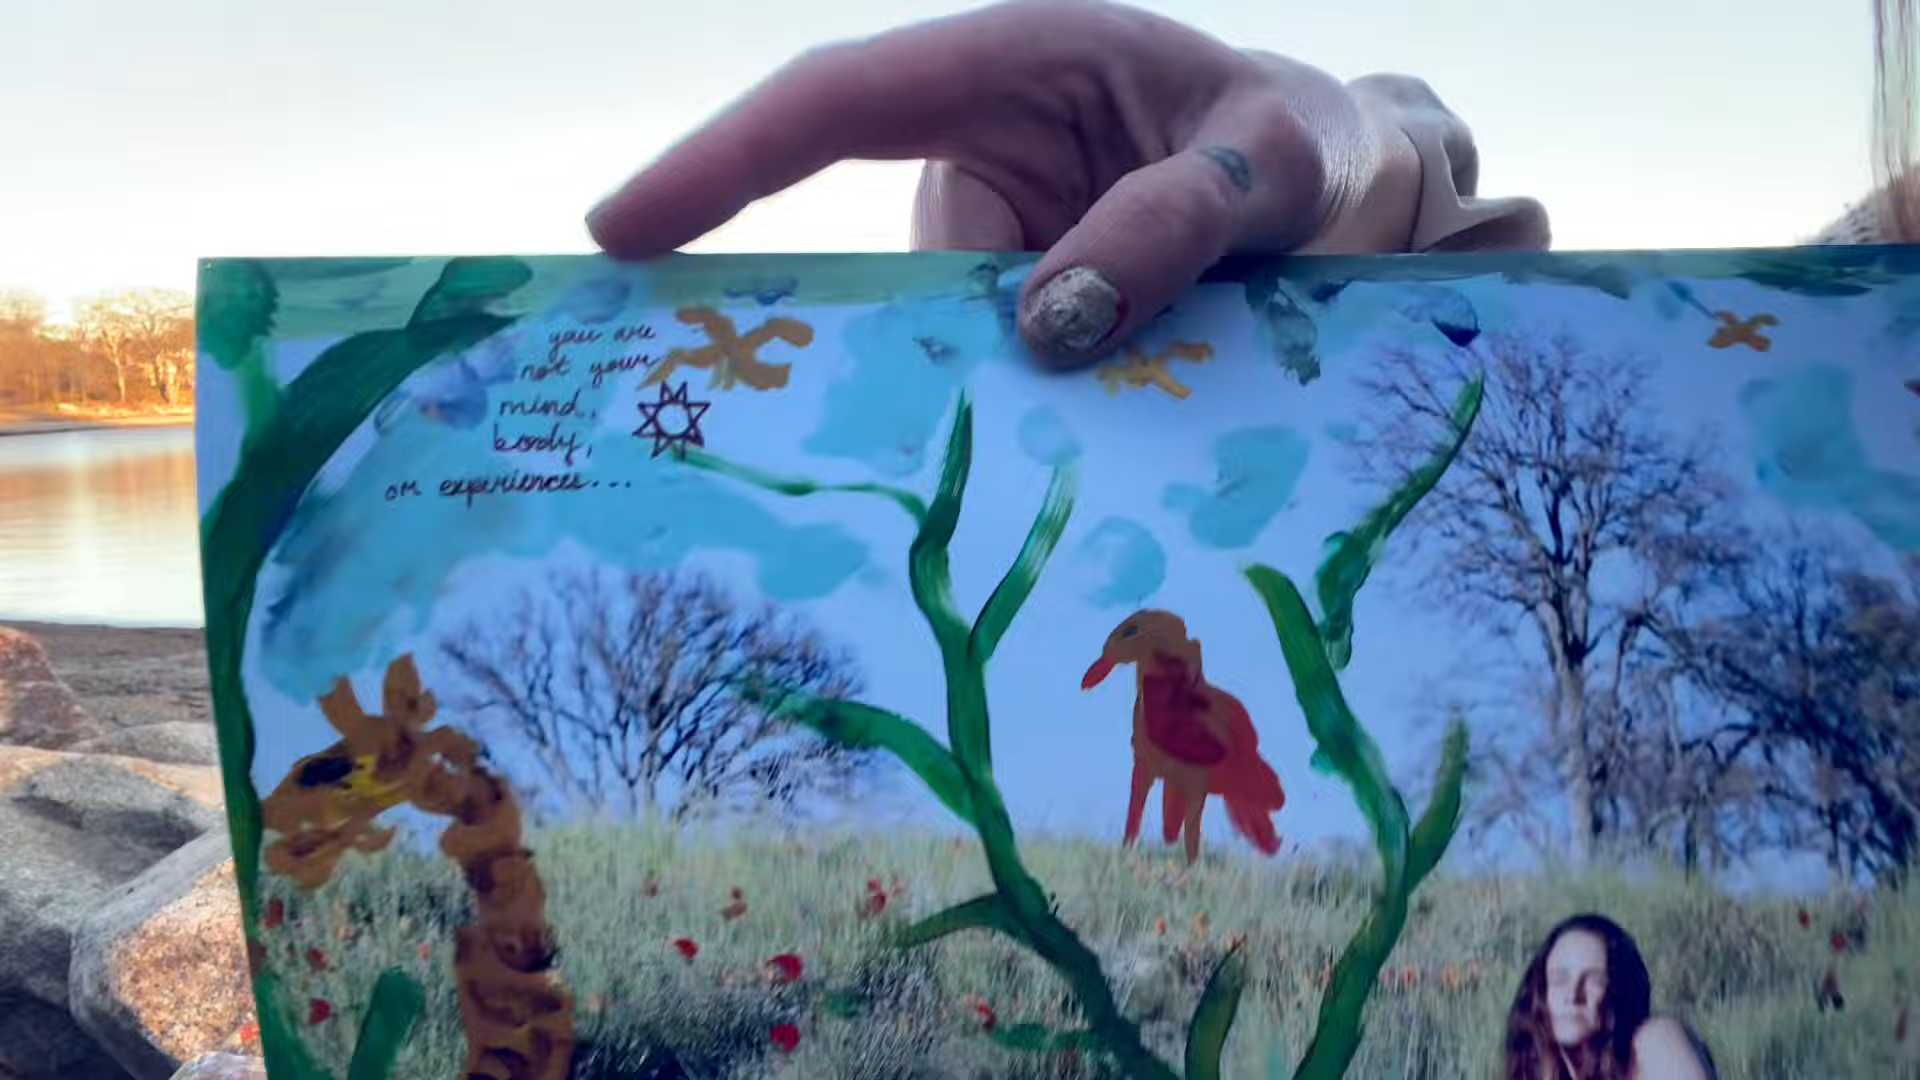 you are
not your
mind,
body,
or experiences...